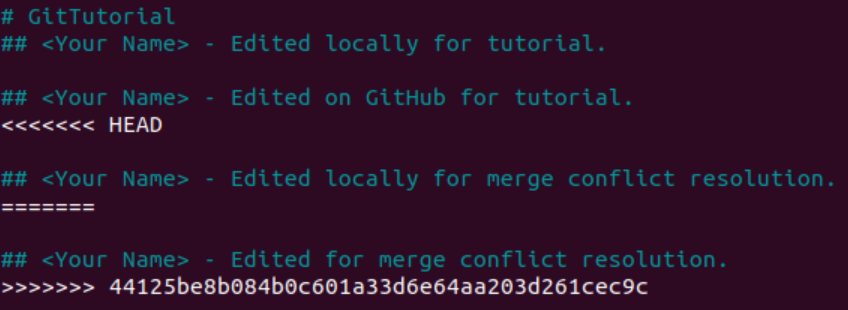 # GitTutorial
## <Your Name> - Edited locally for tutorial.
## <Your Name> - Edited on GitHub for tutorial.
<<<<<<< HEAD
## <Your Name> - Edited locally for merge conflict resolution.
=======
## <Your Name> - Edited for merge conflict resolution.
>>>>>>> 44125be8b084b0c601a33d6e64aa203d261cec9c